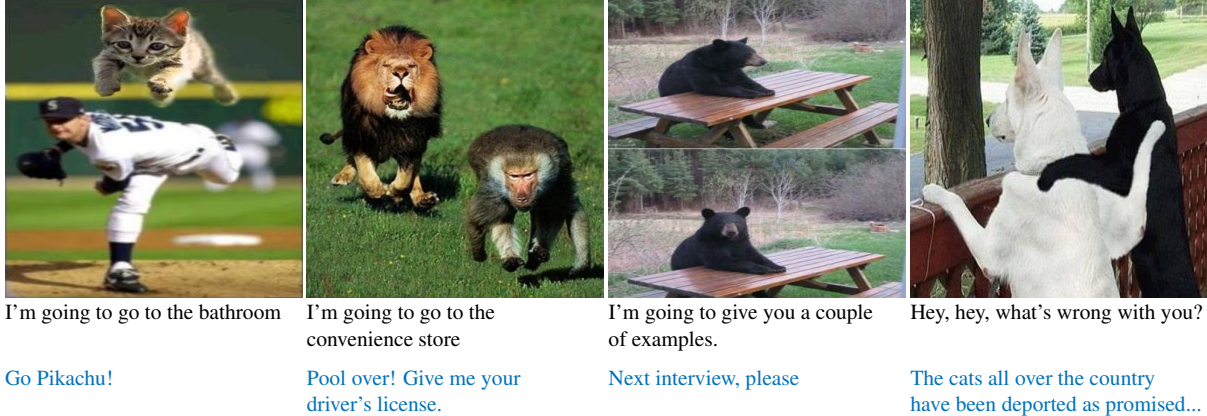 I'm going to go to the bathroom
Go Pikachu!
I'm going to go to the
convenience store
Pool over! Give me your
driver's license.
I'm going to give you a couple
of examples.
Next interview, please
Hey, hey, what's wrong with you?
The cats all over the country
have been deported as promised...